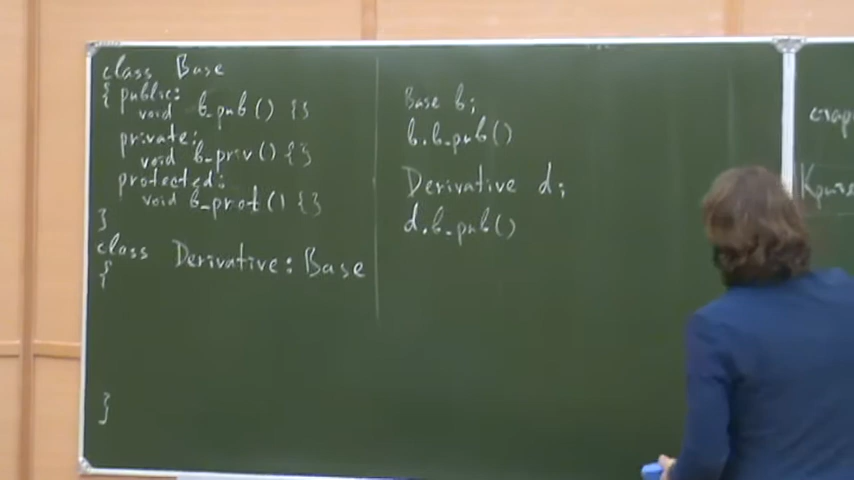 class Base
{ public:
void b_pub() {}
private:
void b_priv() {}
protected:
void b_prot() {}
}
class Derivative: Base
{
}
Base b;
b.b_pub()
Derivative d;
d.b_pub()